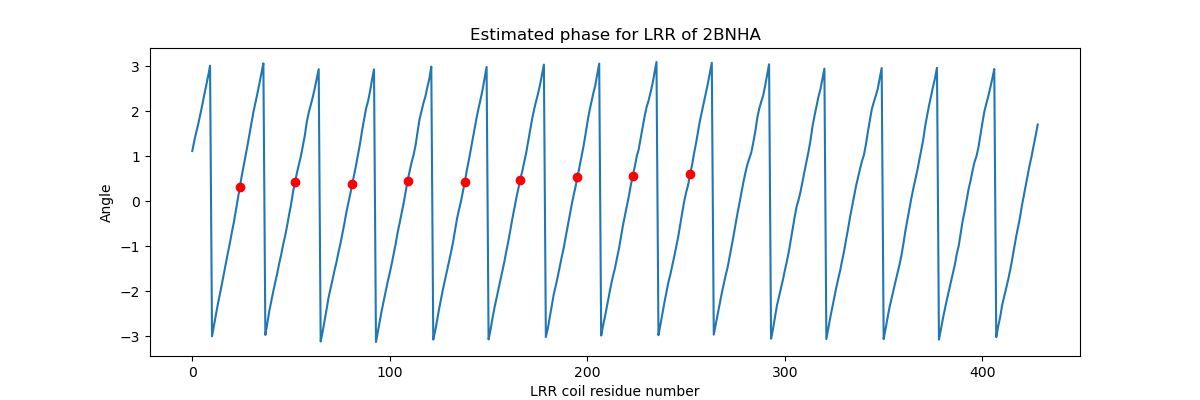 Estimated phase for LRR of 2BNHA
3
2
1
0
−1
−2
−3
Angle
0 100 200 300 400
LRR coil residue number